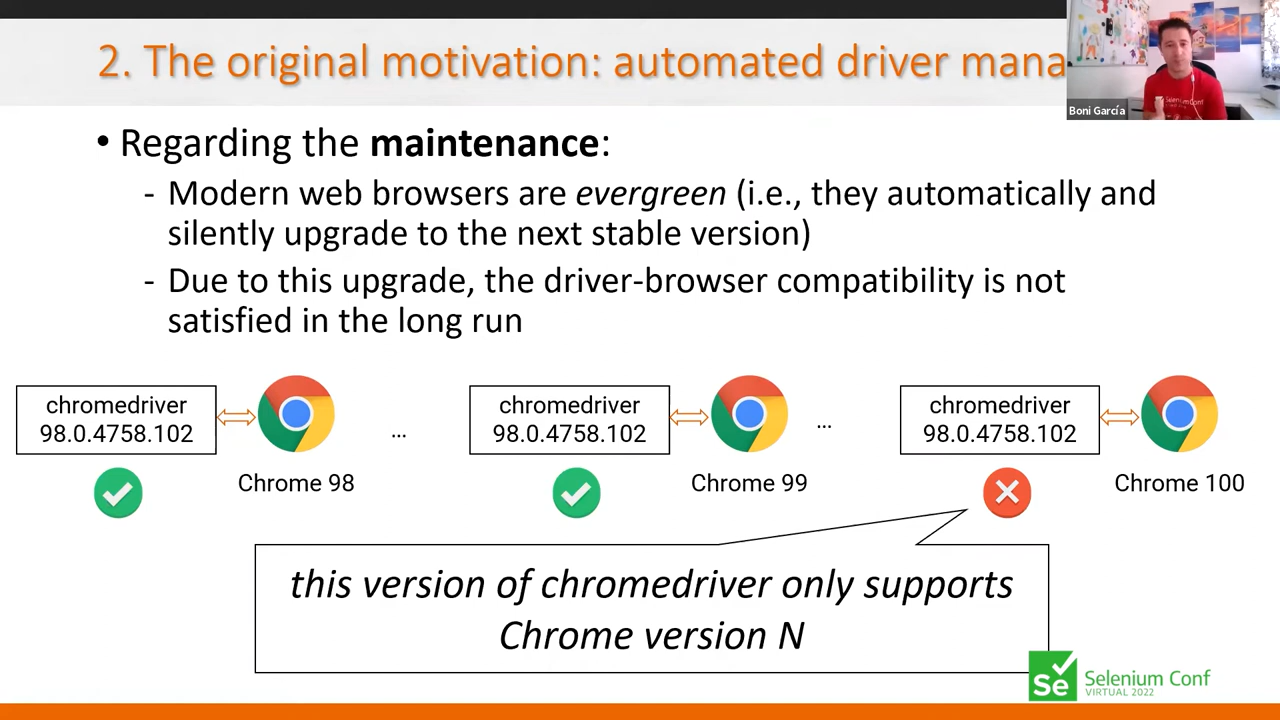 2. The original motivation: automated driver mana
Boni García
• Regarding the maintenance:
- Modern web browsers are evergreen (i.e., they automatically and
silently upgrade to the next stable version)
- Due to this upgrade, the driver-browser compatibility is not
satisfied in the long run
chromedriver
98.0.4758.102
Chrome 98
...
chromedriver
98.0.4758.102
Chrome 99
...
chromedriver
98.0.4758.102
Chrome 100
this version of chromedriver only supports
Chrome version N
Se
Selenium Conf
VIRTUAL 2022
SeleniumConf